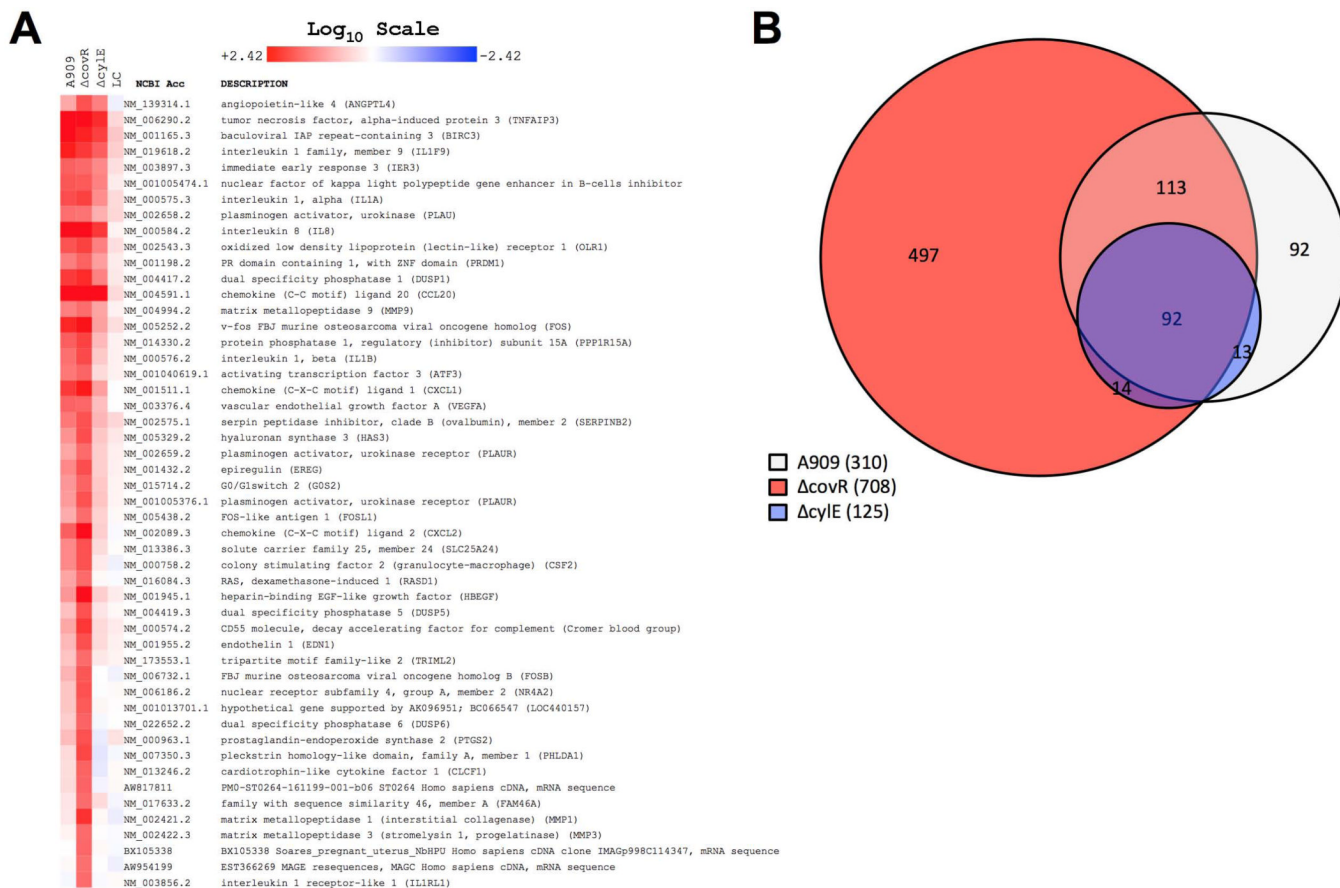 A
Log10 Scale
+2.42 -2.42
A909 ΔcovR ΔcylE LC NCBI Acc DESCRIPTION
NM_139314.1 angiopoietin-like 4 (ANGPTL4)
NM_006290.2 tumor necrosis factor, alpha-induced protein 3 (TNFAIP3)
NM_001165.3 baculoviral IAP repeat-containing 3 (BIRC3)
NM_019618.2 interleukin 1 family, member 9 (IL1F9)
NM_003897.3 immediate early response 3 (IER3)
NM_001005474.1 nuclear factor of kappa light polypeptide gene enhancer in B-cells inhibitor
NM_000575.3 interleukin 1, alpha (IL1A)
NM_002658.2 plasminogen activator, urokinase (PLAU)
NM_000584.2 interleukin 8 (IL8)
NM_002543.3 oxidized low density lipoprotein (lectin-like) receptor 1 (OLR1)
NM_001198.2 PR domain containing 1, with ZNF domain (PRDM1)
NM_004417.2 dual specificity phosphatase 1 (DUSP1)
NM_004591.1 chemokine (C-C motif) ligand 20 (CCL20)
NM_004994.2 matrix metallopeptidase 9 (MMP9)
NM_005252.2 v-fos FBJ murine osteosarcoma viral oncogene homolog (FOS)
NM_014330.2 protein phosphatase 1, regulatory (inhibitor) subunit 15A (PPP1R15A)
NM_000576.2 interleukin 1, beta (IL1B)
NM_001040619.1 activating transcription factor 3 (ATF3)
NM_001511.1 chemokine (C-X-C motif) ligand 1 (CXCL1)
NM_003376.4 vascular endothelial growth factor A (VEGFA)
NM_002575.1 serpin peptidase inhibitor, clade B (ovalbumin), member 2 (SERPINB2)
NM_005329.2 hyaluronan synthase 3 (HAS3)
NM_002659.2 plasminogen activator, urokinase receptor (PLAUR)
NM_001432.2 epiregulin (EREG)
NM_015714.2 G0/G1switch 2 (G0S2)
NM_001005376.1 plasminogen activator, urokinase receptor (PLAUR)
NM_005438.2 FOS-like antigen 1 (FOSL1)
NM_002089.3 chemokine (C-X-C motif) ligand 2 (CXCL2)
NM_013386.3 solute carrier family 25, member 24 (SLC25A24)
NM_000758.2 colony stimulating factor 2 (granulocyte-macrophage) (CSF2)
NM_016084.3 RAS, dexamethasone-induced 1 (RASD1)
NM_001945.1 heparin-binding EGF-like growth factor (HBEGF)
NM_004419.3 dual specificity phosphatase 5 (DUSP5)
NM_000574.2 CD55 molecule, decay accelerating factor for complement (Cromer blood group)
NM_001955.2 endothelin 1 (EDN1)
NM_173553.1 tripartite motif family-like 2 (TRIML2)
NM_006732.1 FBJ murine osteosarcoma viral oncogene homolog B (FOSB)
NM_006186.2 nuclear receptor subfamily 4, group A, member 2 (NR4A2)
NM_001013701.1 hypothetical gene supported by AK096951; BC066547 (LOC440157)
NM_022652.2 dual specificity phosphatase 6 (DUSP6)
NM_000963.1 prostaglandin-endoperoxide synthase 2 (PTGS2)
NM_007350.3 pleckstrin homology-like domain, family A, member 1 (PHLDA1)
NM_013246.2 cardiotrophin-like cytokine factor 1 (CLCF1)
AW817811 PM0-ST0264-161199-001-b06 ST0264 Homo sapiens cDNA, mRNA sequence
NM_017633.2 family with sequence similarity 46, member A (FAM46A)
NM_002421.2 matrix metallopeptidase 1 (interstitial collagenase) (MMP1)
NM_002422.3 matrix metallopeptidase 3 (stromelysin 1, progelatinase) (MMP3)
BX105338 BX105338 Soares_pregnant_uterus_NbHPU Homo sapiens cDNA clone IMAGp998C114347, mRNA sequence
AW954199 EST366269 MAGE resequences, MAGC Homo sapiens cDNA, mRNA sequence
NM_003856.2 interleukin 1 receptor-like 1 (IL1RL1)
B
113
497
92
92
13
14
A909 (310)
ΔcovR (708)
ΔcylE (125)